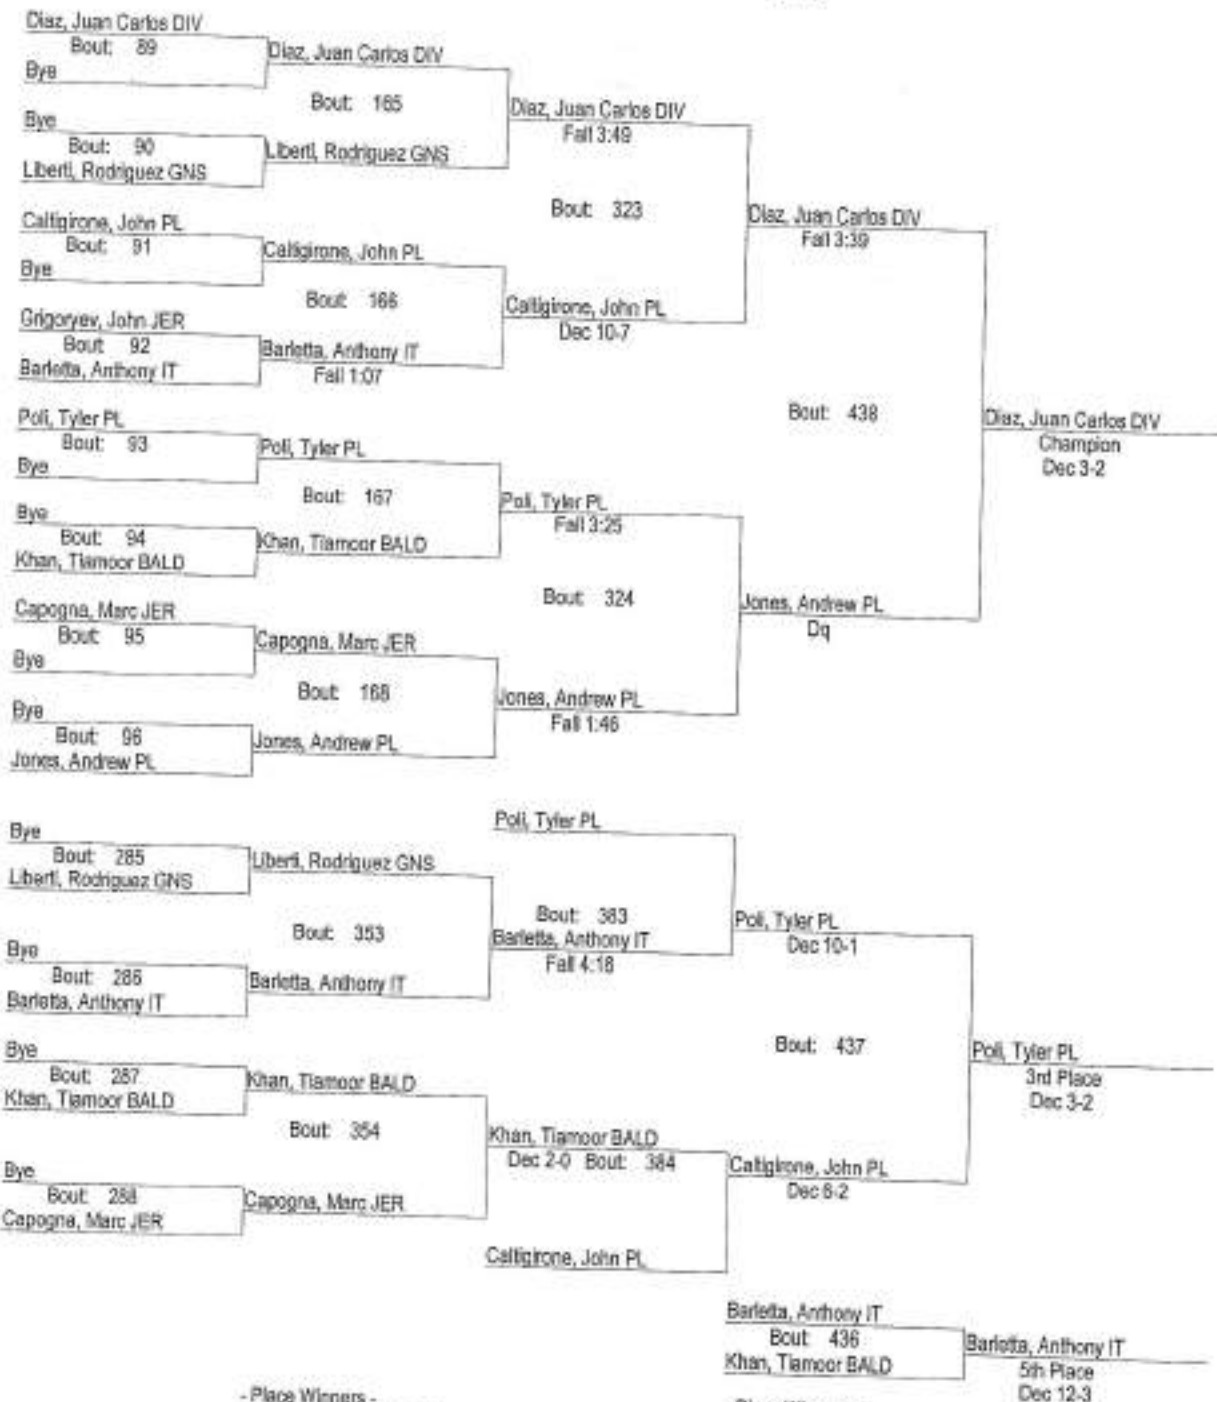 Diaz, Juan Carlos DIV
Bout: 89
Bye
Diaz, Juan Carlos DIV
Bout: 165
Bye
Bout: 90
Liberti, Rodriguez GNS
Liberti, Rodriguez GNS
Diaz, Juan Carlos DIV
Fall 3:49
Bout: 323
Caltigirone, John PL
Bout: 91
Bye
Caltigirone, John PL
Bout: 166
Grigoryev, John JER
Bout: 92
Barletta, Anthony IT
Barletta, Anthony IT
Fall 1:07
Caltigirone, John PL
Dec 10-7
Diaz, Juan Carlos DIV
Fall 3:39
Bout: 438
Poli, Tyler PL
Bout: 93
Bye
Poli, Tyler PL
Bout: 167
Bye
Bout: 94
Khan, Tiamoor BALD
Khan, Tiamoor BALD
Poli, Tyler PL
Fall 3:25
Bout: 324
Capogna, Marc JER
Bout: 95
Bye
Capogna, Marc JER
Bout: 168
Bye
Bout: 96
Jones, Andrew PL
Jones, Andrew PL
Jones, Andrew PL
Fall 1:46
Jones, Andrew PL
Dq
Diaz, Juan Carlos DIV
Champion
Dec 3-2
Bye
Bout: 285
Liberti, Rodriguez GNS
Liberti, Rodriguez GNS
Bout: 353
Bye
Bout: 286
Barletta, Anthony IT
Barletta, Anthony IT
Poli, Tyler PL
Bout: 383
Barletta, Anthony IT
Fall 4:18
Poli, Tyler PL
Dec 10-1
Bout: 437
Bye
Bout: 287
Khan, Tiamoor BALD
Khan, Tiamoor BALD
Bout: 354
Bye
Bout: 288
Capogna, Marc JER
Capogna, Marc JER
Khan, Tiamoor BALD
Dec 2-0 Bout: 384
Caltigirone, John PL
Caltigirone, John PL
Poli, Tyler PL
3rd Place
Dec 3-2
Barletta, Anthony IT
Bout 436
Khan, Tiamoor BALD
Barletta, Anthony IT
5th Place
Dec 12-3
- Place Winners -